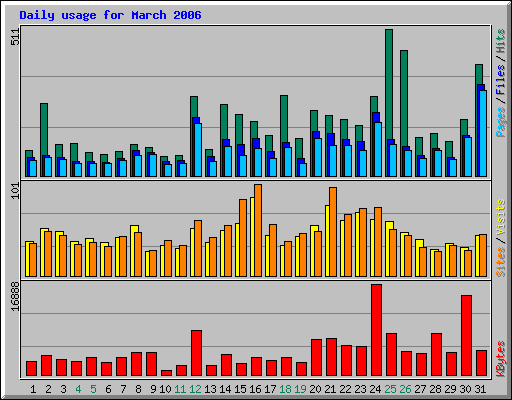 Daily usage for March 2006
511
Pages / Files / Hits
101
Sites / Visits
16888
KBytes
1 2 3 4 5 6 7 8 9 10 11 12 13 14 15 16 17 18 19 20 21 22 23 24 25 26 27 28 29 30 31